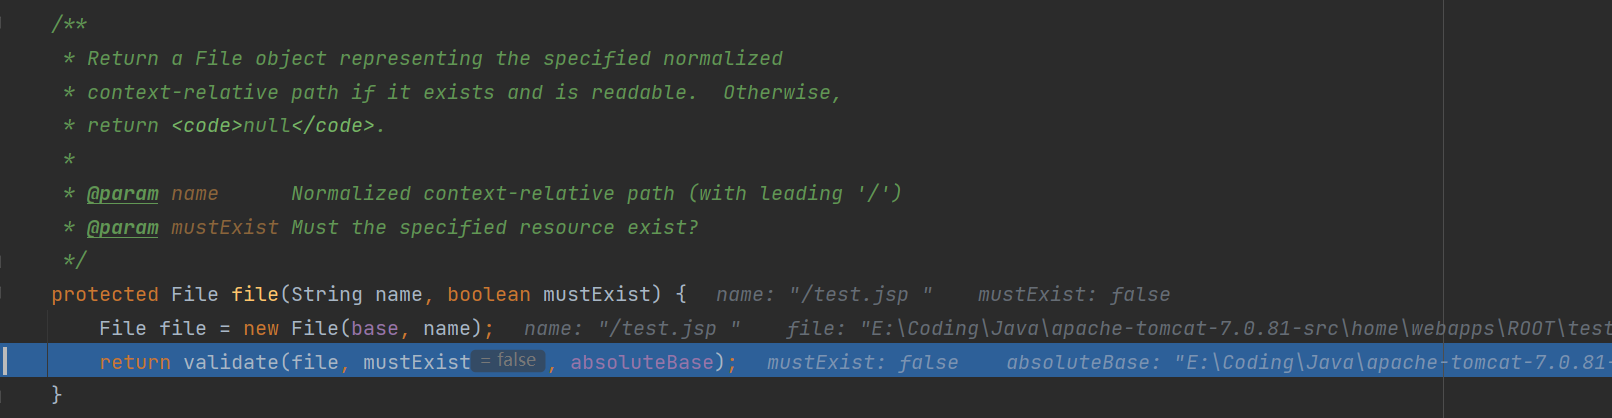 /**
* Return a File object representing the specified normalized
* context-relative path if it exists and is readable.  Otherwise,
* return <code>null</code>.
*
* @param name      Normalized context-relative path (with leading '/')
* @param mustExist Must the specified resource exist?
*/
protected File file(String name, boolean mustExist) {   name: "/test.jsp "    mustExist: false
File file = new File(base, name);   name: "/test.jsp "    file: "E:\Coding\Java\apache-tomcat-7.0.81-src\home\webapps\ROOT\test
return validate(file, mustExist = false , absoluteBase);   mustExist: false    absoluteBase: "E:\Coding\Java\apache-tomcat-7.0.81-
}